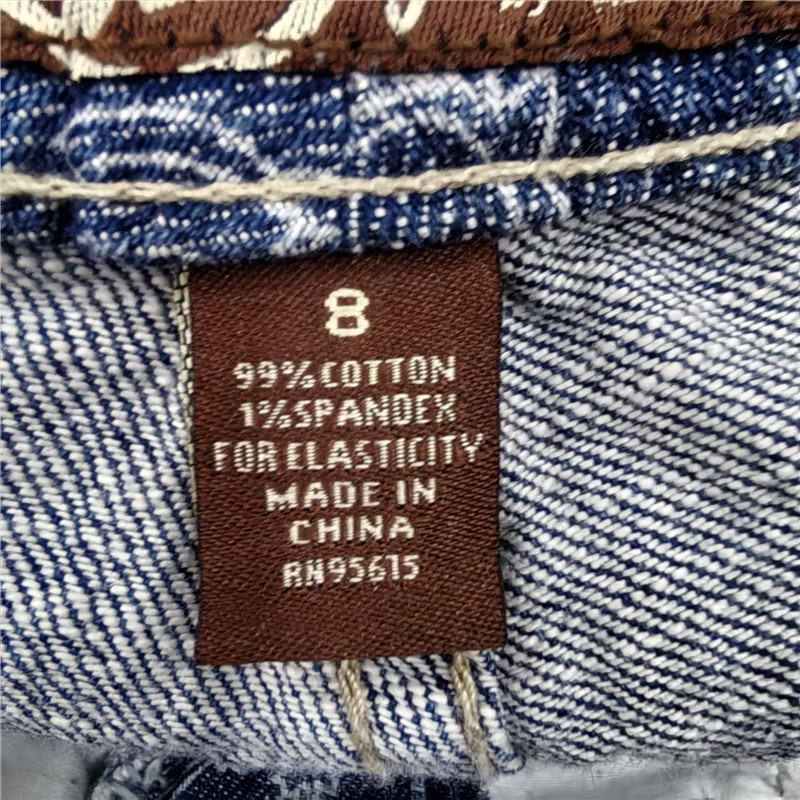 8
99% COTTON
1% SPANDEX
FOR ELASTICITY
MADE IN
CHINA
RN95615